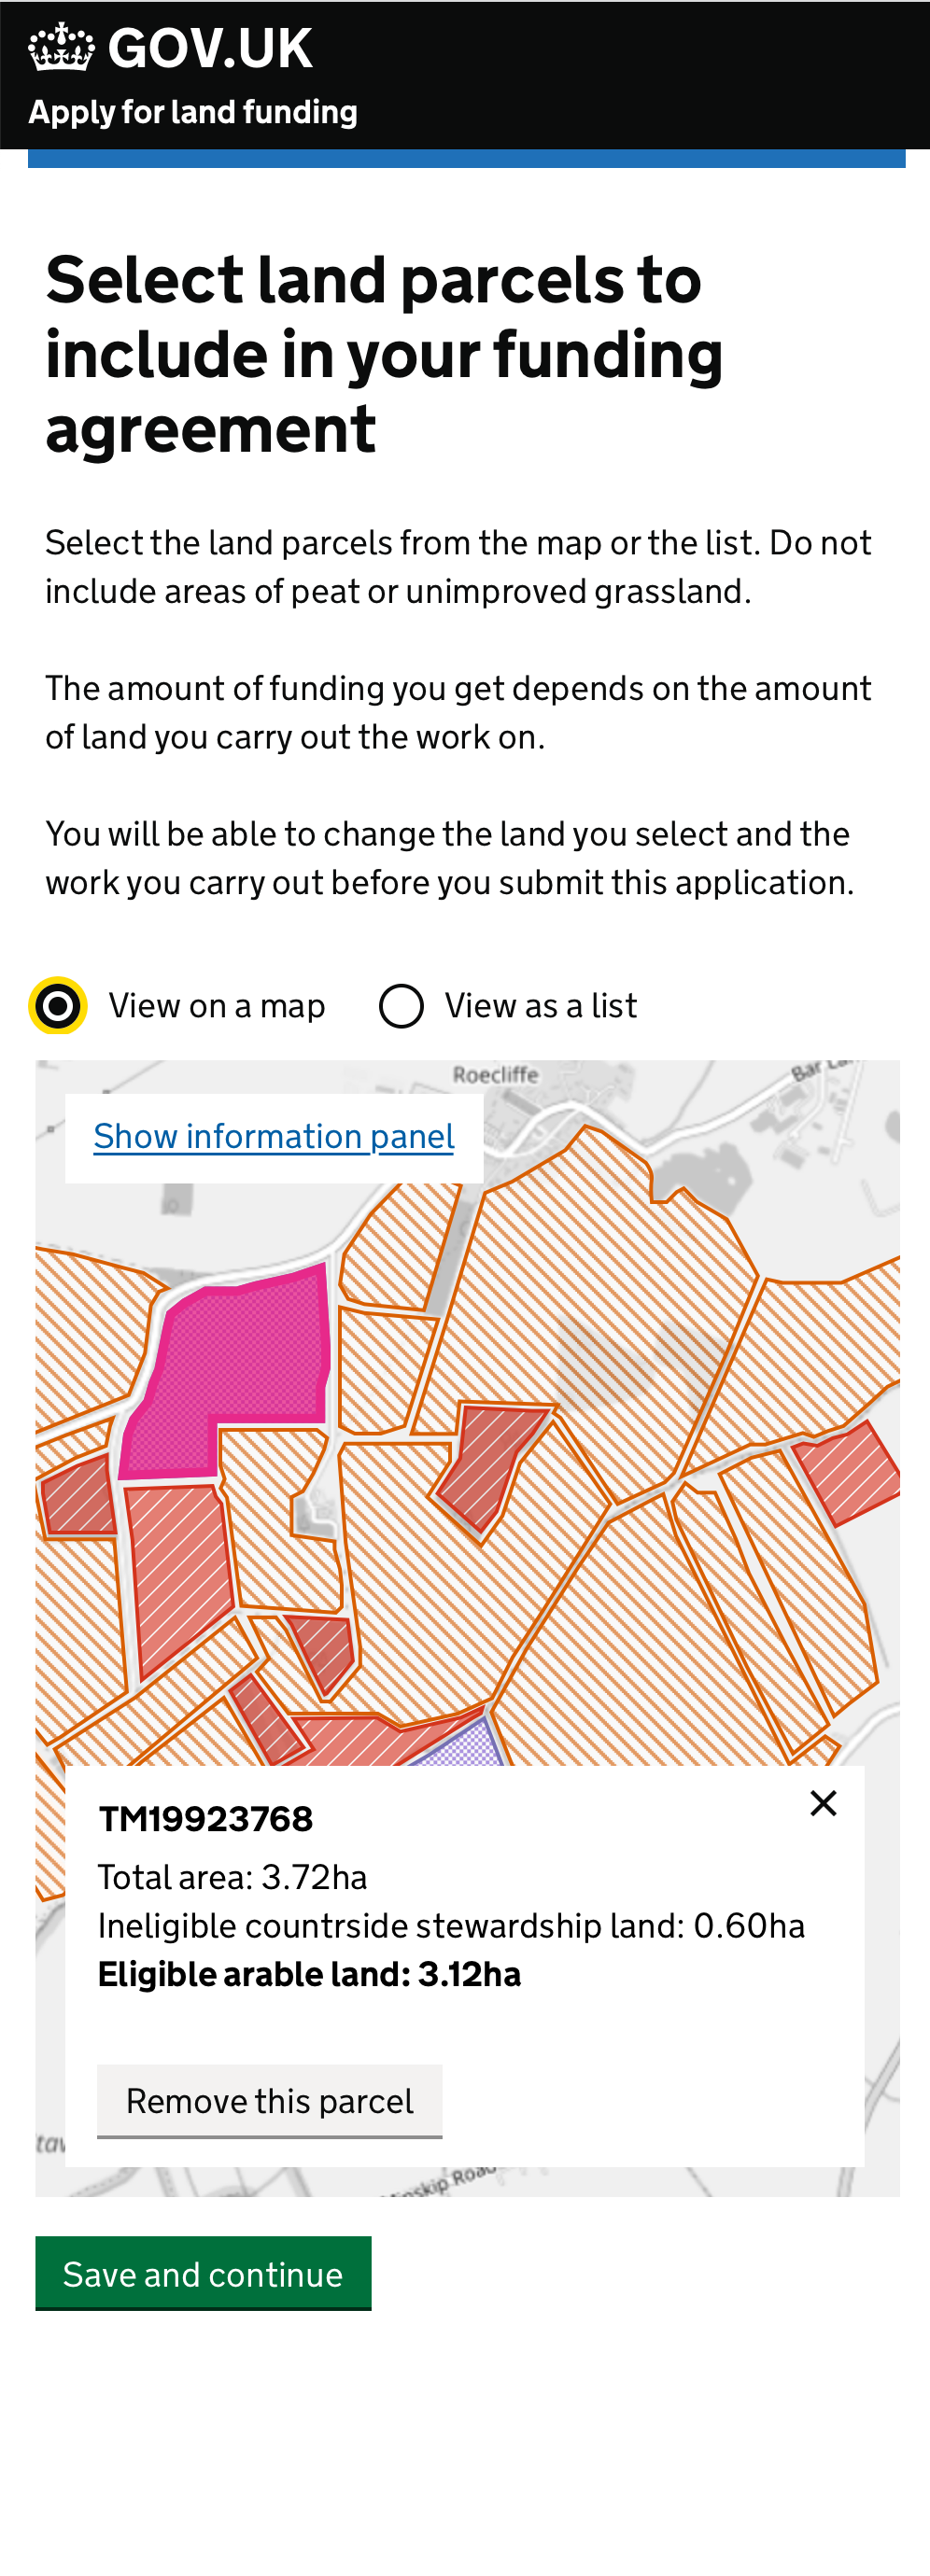 GOV.UK
Apply for land funding
Select land parcels to
include in your funding
agreement
Select the land parcels from the map or the list. Do not
include areas of peat or unimproved grassland.
The amount of funding you get depends on the amount
of land you carry out the work on.
You will be able to change the land you select and the
work you carry out before you submit this application.
View on a map View as a list
Roecliffe
Bar
Show information panel
TM19923768
Total area: 3.72ha
Ineligible countrside stewardship land: 0.60ha
Eligible arable land: 3.12ha
Remove this parcel
Road
Save and continue